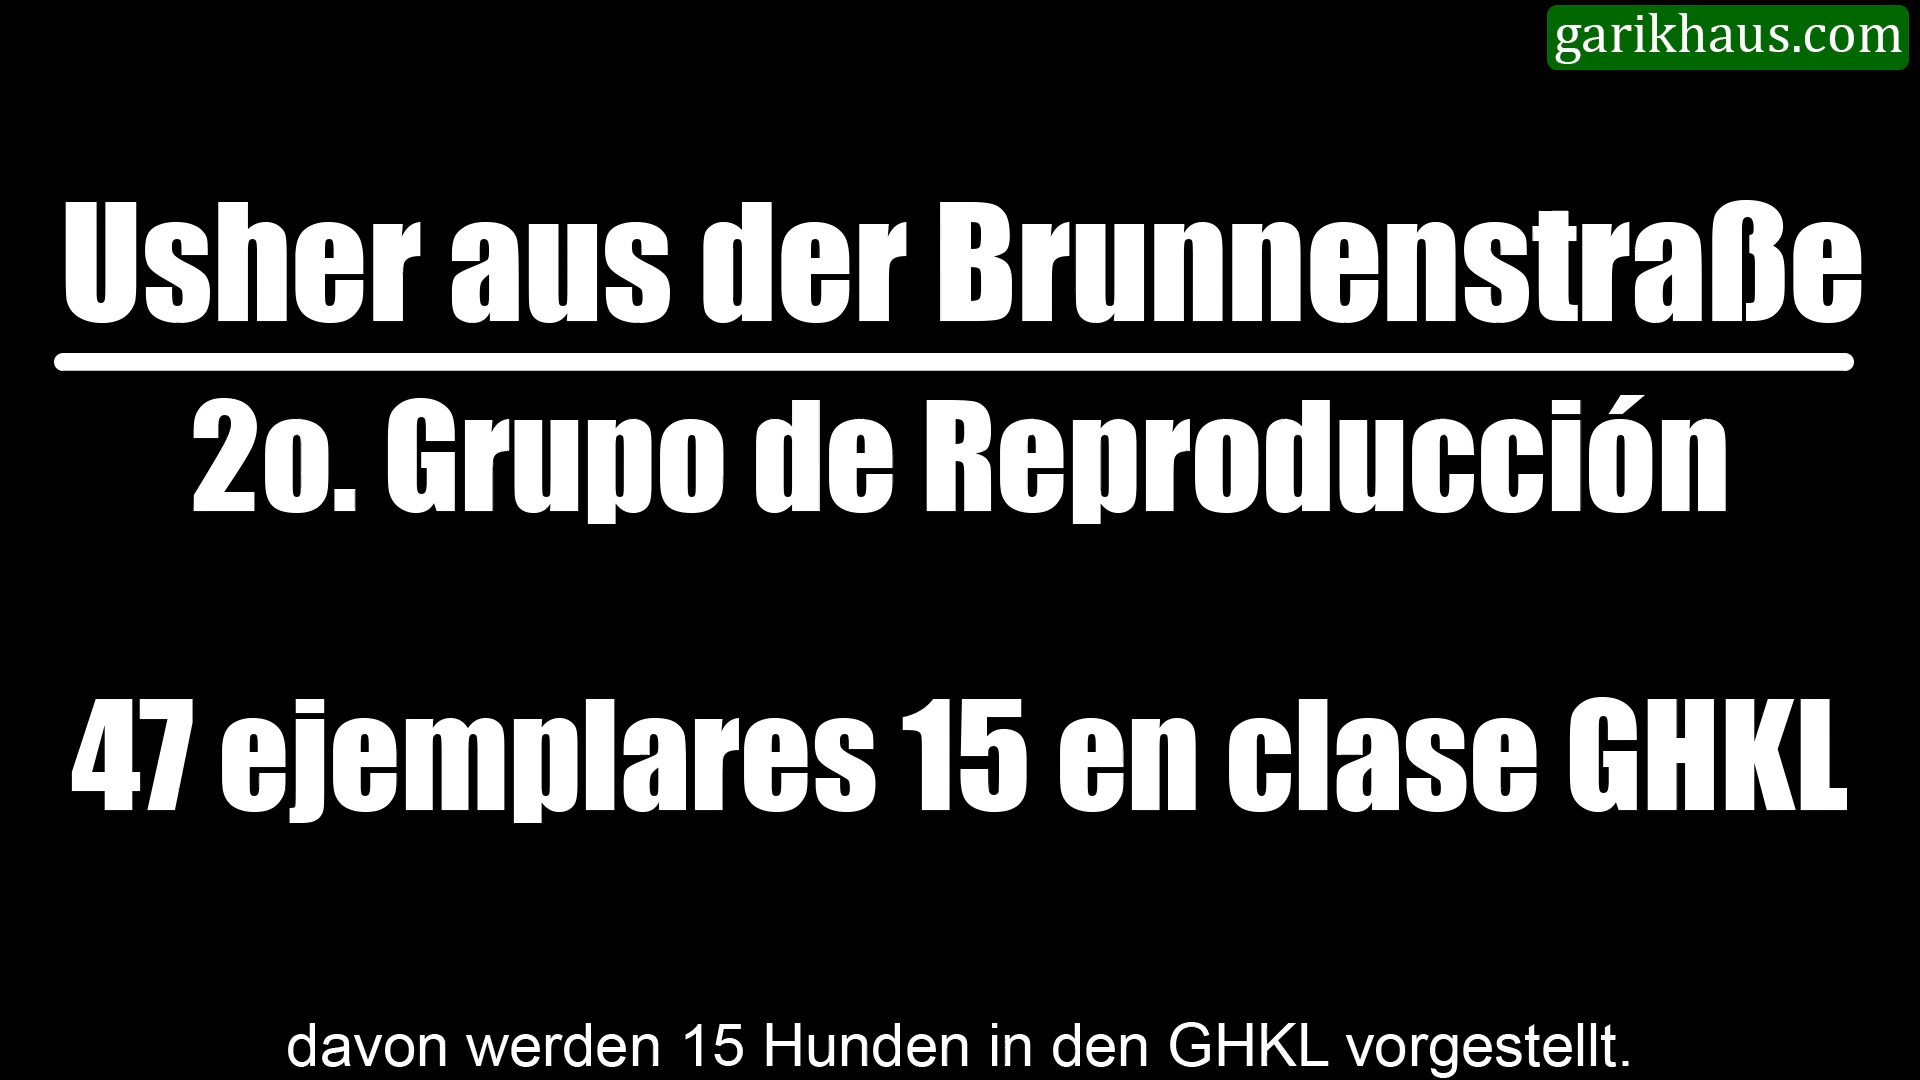 garikhaus.com
Usher aus der Brunnenstraße
2o. Grupo de Reproducción
47 ejemplares 15 en clase GHKL
davon werden 15 Hunden in den GHKL vorgestellt.